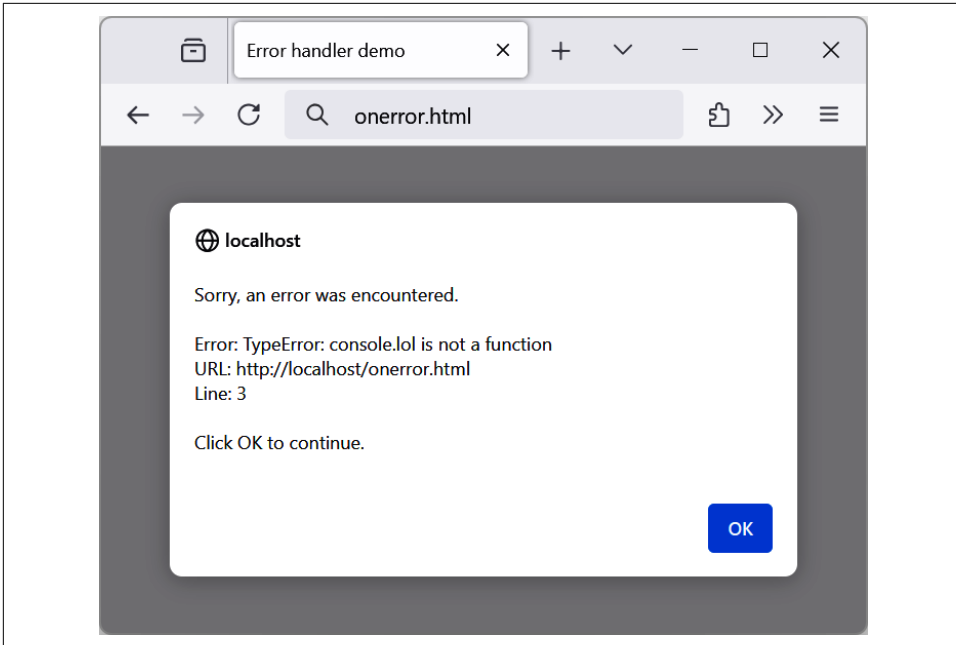 Error handler demo
onerror.html
localhost
Sorry, an error was encountered.
Error: TypeError: console.lol is not a function
URL: http://localhost/onerror.html
Line: 3
Click OK to continue.
OK